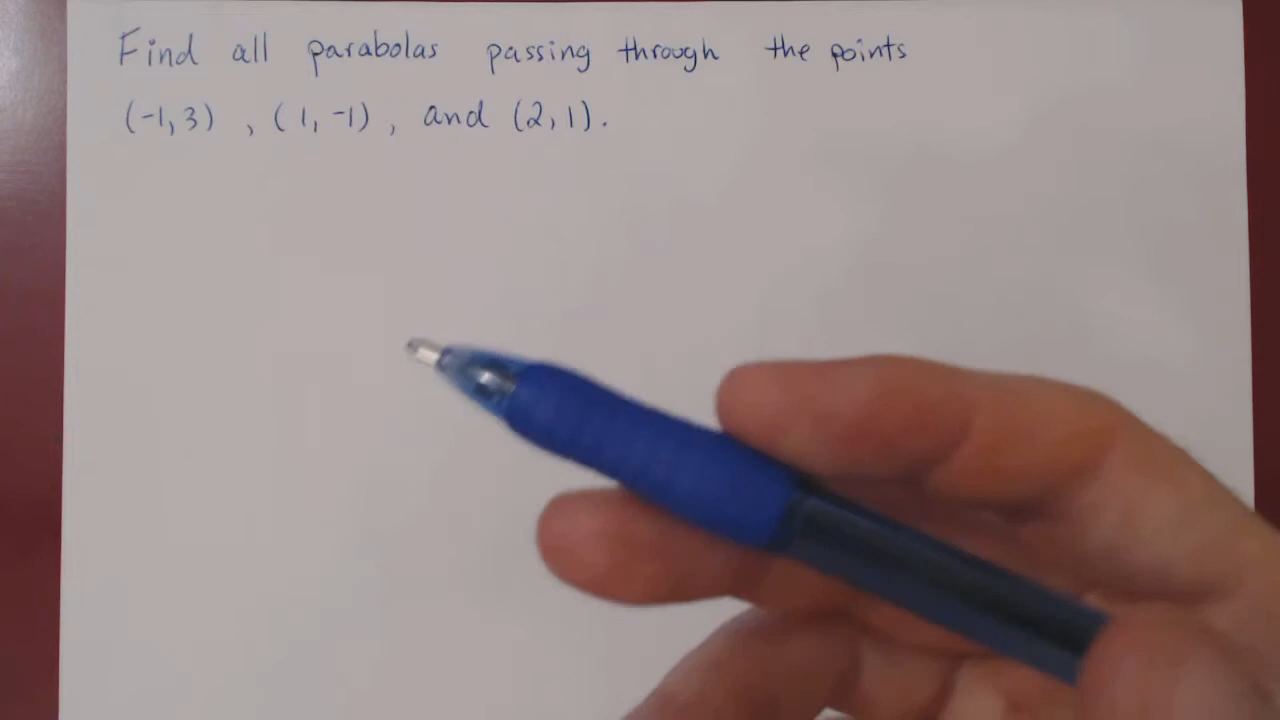 Find all parabolas passing through the points
(-1,3) , (1,-1) , and (2,1).